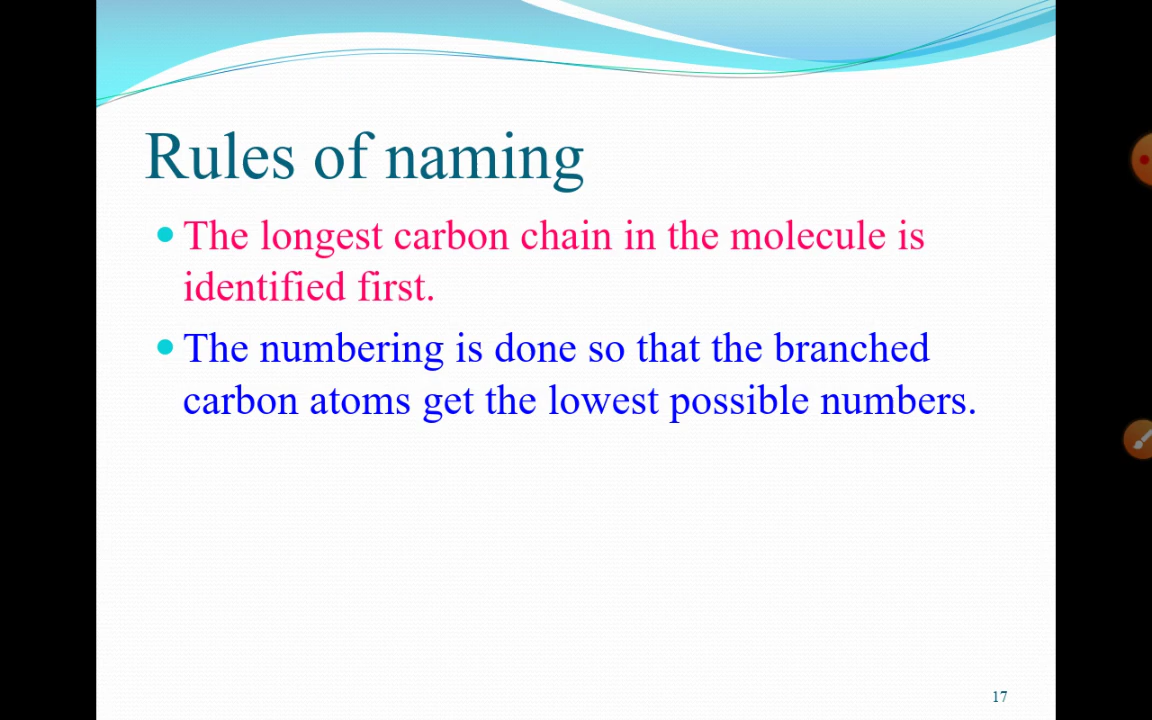 Rules of naming
The longest carbon chain in the molecule is
identified first.
The numbering is done so that the branched
carbon atoms get the lowest possible numbers.
17